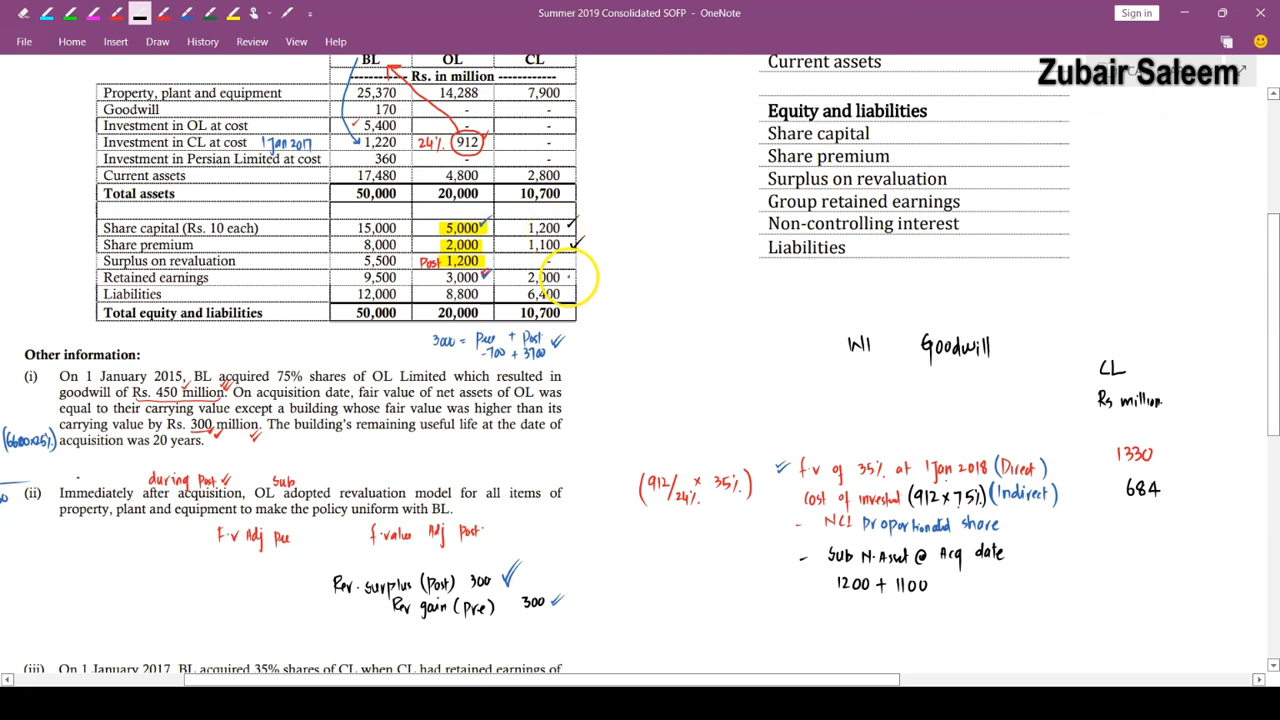 Summer 2019 Consolidated SOFP - OneNote
Sign in
File Home Insert Draw History Review View Help
Zubair Saleem
BL OL CL
------------ Rs. in million ------------
Property, plant and equipment 25,370 14,288 7,900
Goodwill 170 - -
Investment in OL at cost 5,400 - -
Investment in CL at cost 1 Jan 2017 1,220 24% 912 -
Investment in Persian Limited at cost 360 - -
Current assets 17,480 4,800 2,800
Total assets 50,000 20,000 10,700
Share capital (Rs. 10 each) 15,000 5,000 1,200
Share premium 8,000 2,000 1,100
Surplus on revaluation 5,500 Post 1,200 -
Retained earnings 9,500 3,000 2,000
Liabilities 12,000 8,800 6,400
Total equity and liabilities 50,000 20,000 10,700
3000 = Pre + Post
-700 + 3700
Other information:
(i) On 1 January 2015, BL acquired 75% shares of OL Limited which resulted in
goodwill of Rs. 450 million. On acquisition date, fair value of net assets of OL was
equal to their carrying value except a building whose fair value was higher than its
carrying value by Rs. 300 million. The building's remaining useful life at the date of
acquisition was 20 years.
(6600x25%)
during Post Sub
(ii) Immediately after acquisition, OL adopted revaluation model for all items of
property, plant and equipment to make the policy uniform with BL.
F.v Adj pre f.value Adj Post
Rev. surplus (Post) 300
Rev gain (pre) 300
(iii) On 1 January 2017, BL acquired 35% shares of CL when CL had retained earnings of
Current assets
Equity and liabilities
Share capital
Share premium
Surplus on revaluation
Group retained earnings
Non-controlling interest
Liabilities
W1 Goodwill
CL
Rs million
(912/24% x 35%) f.v of 35% at 1 Jan 2018 (Direct) 1330
cost of investment (912 x 75%) (Indirect) 684
- NCI Proportionate share
- Sub N.Asset @ Acq date
1200 + 1100